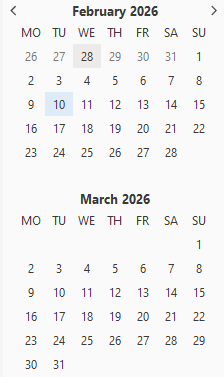 February 2026
MO TU WE TH FR SA SU
26 27 28 29 30 31 1
2 3 4 5 6 7 8
9 10 11 12 13 14 15
16 17 18 19 20 21 22
23 24 25 26 27 28
March 2026
MO TU WE TH FR SA SU
1
2 3 4 5 6 7 8
9 10 11 12 13 14 15
16 17 18 19 20 21 22
23 24 25 26 27 28 29
30 31